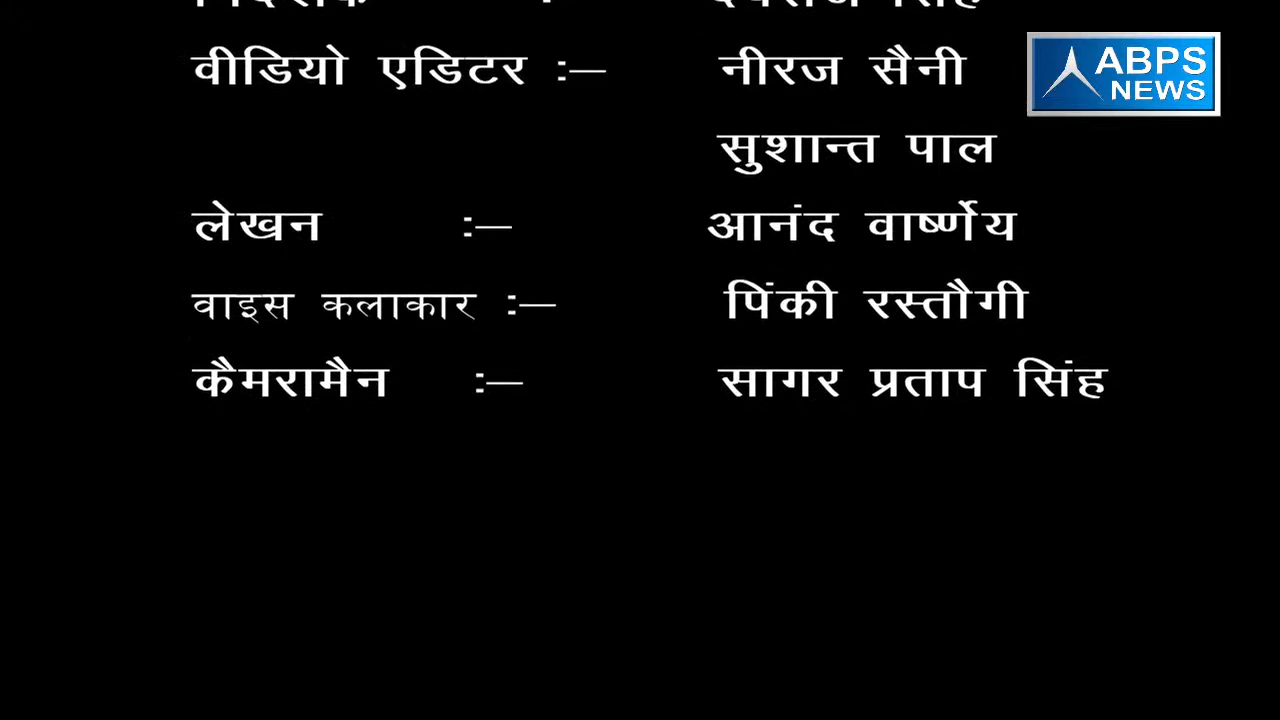 वीडियो एडिटर :— नीरज सैनी
सुशान्त पाल
लेखन :— आनंद वार्ष्णेय
वाइस कलाकार :— पिंकी रस्तौगी
कैमरामैन :— सागर प्रताप सिंह
ABPS
NEWS